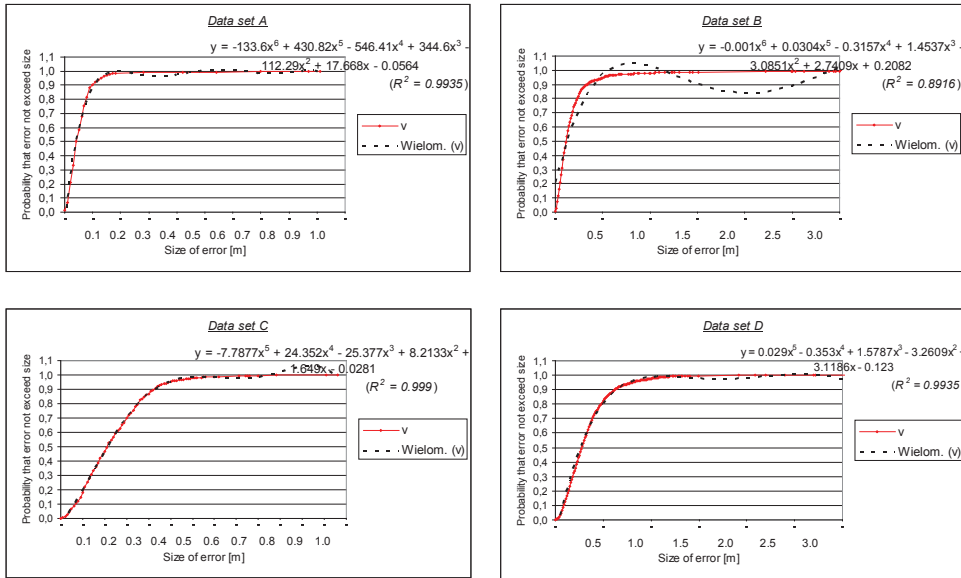 Data set A
y = -133.6x⁶ + 430.82x⁵ - 546.41x⁴ + 344.6x³ -
112.29x² + 17.668x - 0.0564
(R² = 0.9935)
Probability that error not exceed size
1,1
1,0
0,9
0,8
0,7
0,6
0,5
0,4
0,3
0,2
0,1
0,0
v
Wielom. (v)
0.1 0.2 0.3 0.4 0.5 0.6 0.7 0.8 0.9 1.0
Size of error [m]
Data set B
y = -0.001x⁶ + 0.0304x⁵ - 0.3157x⁴ + 1.4537x³ -
3.0851x² + 2.7409x + 0.2082
(R² = 0.8916)
Probability that error not exceed size
1,1
1,0
0,9
0,8
0,7
0,6
0,5
0,4
0,3
0,2
0,1
0,0
v
Wielom. (v)
0.5 1.0 1.5 2.0 2.5 3.0
Size of error [m]
Data set C
y = -7.7877x⁵ + 24.352x⁴ - 25.377x³ + 8.2133x² +
1.649x - 0.0281
(R² = 0.999)
Probability that error not exceed size
1,1
1,0
0,9
0,8
0,7
0,6
0,5
0,4
0,3
0,2
0,1
0,0
v
Wielom. (v)
0.1 0.2 0.3 0.4 0.5 0.6 0.7 0.8 0.9 1.0
Size of error [m]
Data set D
y = 0.029x⁵ - 0.353x⁴ + 1.5787x³ - 3.2609x² +
3.1186x - 0.123
(R² = 0.9935
Probability that error not exceed size
1,1
1,0
0,9
0,8
0,7
0,6
0,5
0,4
0,3
0,2
0,1
0,0
v
Wielom. (v)
0.5 1.0 1.5 2.0 2.5 3.0
Size of error [m]